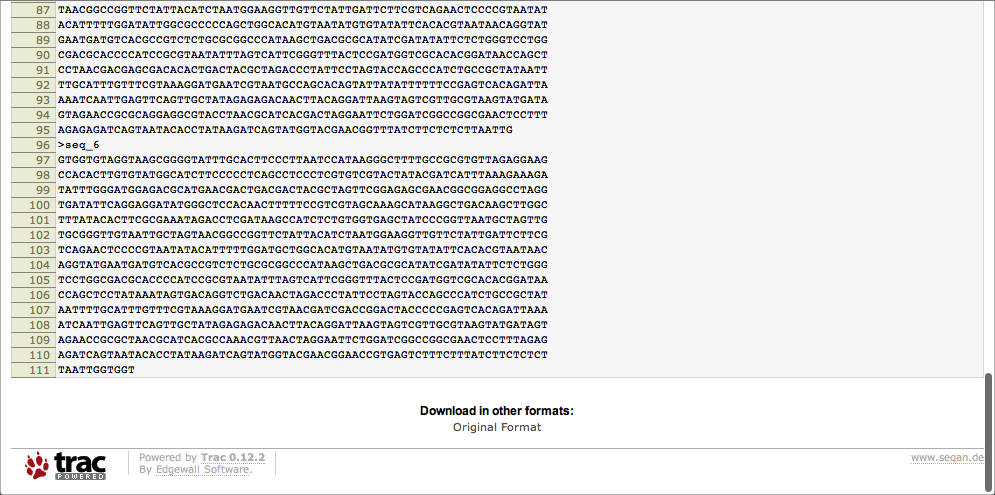 87 TAACGGCCGGTTCTATTACATCTAATGGAAGGTTGTTCTATTGATTCTTCGTCAGAACTCCCCGTAATAT
88 ACATTTTTGGATATTGGCGCCCCCAGCTGGCACATGTAATATGTGTATATTCACACGTAATAACAGGTAT
89 GAATGATGTCACGCCGTCTCTGCGCGGCCCATAAGCTGACGCGCATATCGATATATTCTCTGGGTCCTGG
90 CGACGCACCCCATCCGCGTAATATTTAGTCATTCGGGTTTACTCCGATGGTCGCACACGGATAACCAGCT
91 CCTAACGACGAGCGACACACTGACTACGCTAGACCCTATTCCTAGTACCAGCCCATCTGCCGCTATAATT
92 TTGCATTTGTTTCGTAAAGGATGAATCGTAATGCCAGCACAGTATTATATTTTTTCCGAGTCACAGATTA
93 AAATCAATTGAGTTCAGTTGCTATAGAGAGACAACTTACAGGATTAAGTAGTCGTTGCGTAAGTATGATA
94 GTAGAACCGCGCAGGAGGCGTACCTAACGCATCACGACTAGGAATTCTGGATCGGCCGGCGAACTCCTTT
95 AGAGAGATCAGTAATACACCTATAAGATCAGTATGGTACGAACGGTTTATCTTCTCTCTTAATTG
96 >seq_6
97 GTGGTGTAGGTAAGCGGGGTATTTGCACTTCCCTTAATCCATAAGGGCTTTTGCCGCGTGTTAGAGGAAG
98 CCACACTTGTGTATGGCATCTTCCCCCTCAGCCTCCCTCGTGTCGTACTATACGATCATTTAAAGAAAGA
99 TATTTGGGATGGAGACGCATGAACGACTGACGACTACGCTAGTTCGGAGAGCGAACGGCGGAGGCCTAGG
100 TGATATTCAGGAGGATATGGGCTCCACAACTTTTTCCGTCGTAGCAAAGCATAAGGCTGACAAGCTTGGC
101 TTTATACACTTCGCGAAATAGACCTCGATAAGCCATCTCTGTGGTGAGCTATCCCGGTTAATGCTAGTTG
102 TGCGGGTTGTAATTGCTAGTAACGGCCGGTTCTATTACATCTAATGGAAGGTTGTTCTATTGATTCTTCG
103 TCAGAACTCCCCGTAATATACATTTTTGGATGCTGGCACATGTAATATGTGTATATTCACACGTAATAAC
104 AGGTATGAATGATGTCACGCCGTCTCTGCGCGGCCCATAAGCTGACGCGCATATCGATATATTCTCTGGG
105 TCCTGGCGACGCACCCCATCCGCGTAATATTTAGTCATTCGGGTTTACTCCGATGGTCGCACACGGATAA
106 CCAGCTCCTATAAATAGTGACAGGTCTGACAACTAGACCCTATTCCTAGTACCAGCCCATCTGCCGCTAT
107 AATTTTGCATTTGTTTCGTAAAGGATGAATCGTAACGATCGACCGGACTACCCCCGAGTCACAGATTAAA
108 ATCAATTGAGTTCAGTTGCTATAGAGAGACAACTTACAGGATTAAGTAGTCGTTGCGTAAGTATGATAGT
109 AGAACCGCGCTAACGCATCACGCCAAACGTTAACTAGGAATTCTGGATCGGCCGGCGAACTCCTTTAGAG
110 AGATCAGTAATACACCTATAAGATCAGTATGGTACGAACGGAACCGTGAGTCTTTCTTTATCTTCTCTCT
111 TAATTGGTGGT
Download in other formats:
Original Format
trac POWERED
Powered by Trac 0.12.2
By Edgewall Software.
www.seqan.de